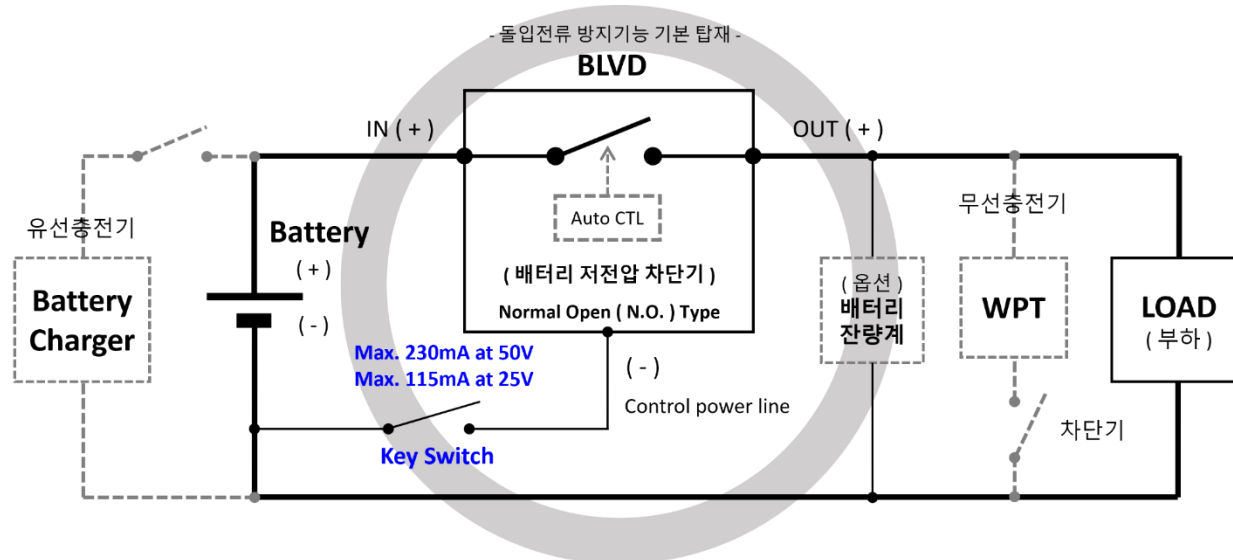 - 돌입전류 방지기능 기본 탑재 -
BLVD
IN ( + )
OUT ( + )
Auto CTL
( 배터리 저전압 차단기 )
Normal Open ( N.O. ) Type
유선충전기
Battery
Charger
Battery
( + )
( - )
Max. 230mA at 50V
Max. 115mA at 25V
Key Switch
( - )
Control power line
( 옵션 )
배터리
잔량계
무선충전기
WPT
차단기
LOAD
( 부하 )